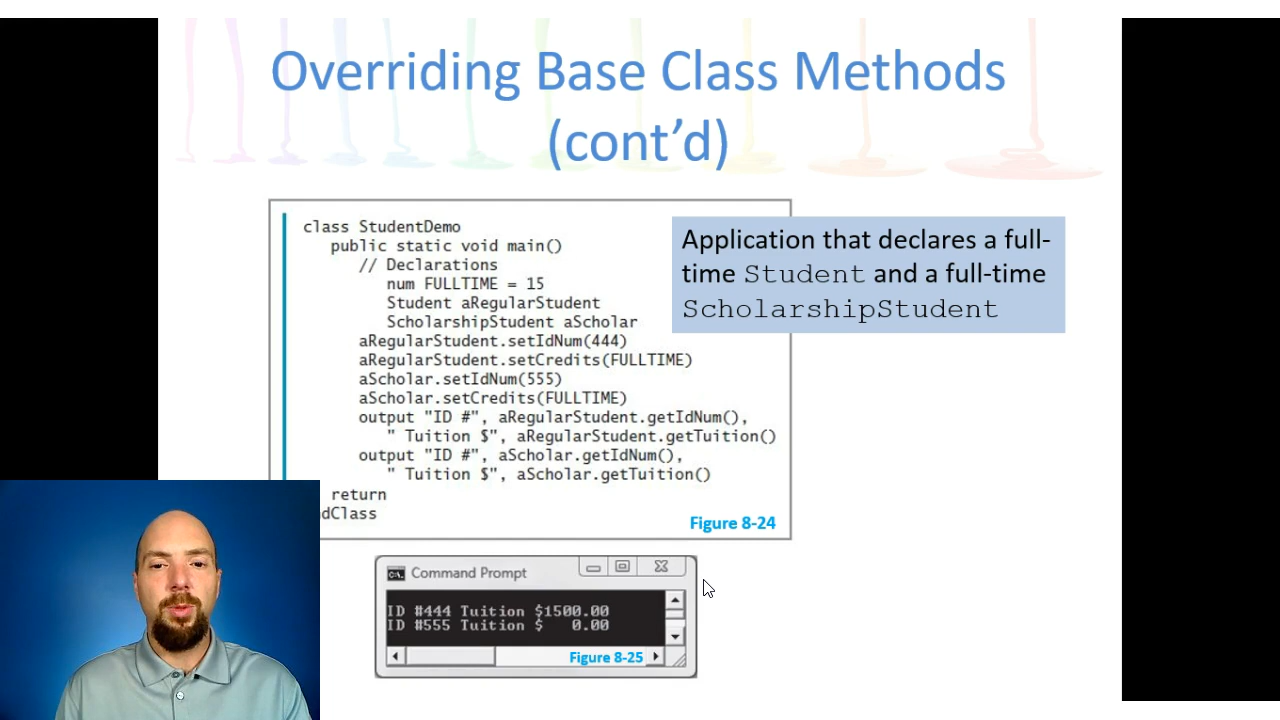 Overriding Base Class Methods
(cont’d)
class StudentDemo
public static void main()
// Declarations
num FULLTIME = 15
Student aRegularStudent
ScholarshipStudent aScholar
aRegularStudent.setIdNum(444)
aRegularStudent.setCredits(FULLTIME)
aScholar.setIdNum(555)
aScholar.setCredits(FULLTIME)
output "ID #", aRegularStudent.getIdNum(),
" Tuition $", aRegularStudent.getTuition()
output "ID #", aScholar.getIdNum(),
" Tuition $", aScholar.getTuition()
return
dClass
Figure 8-24
Application that declares a full-
time Student and a full-time
ScholarshipStudent
Command Prompt
ID #444 Tuition $1500.00
ID #555 Tuition $ 0.00
Figure 8-25